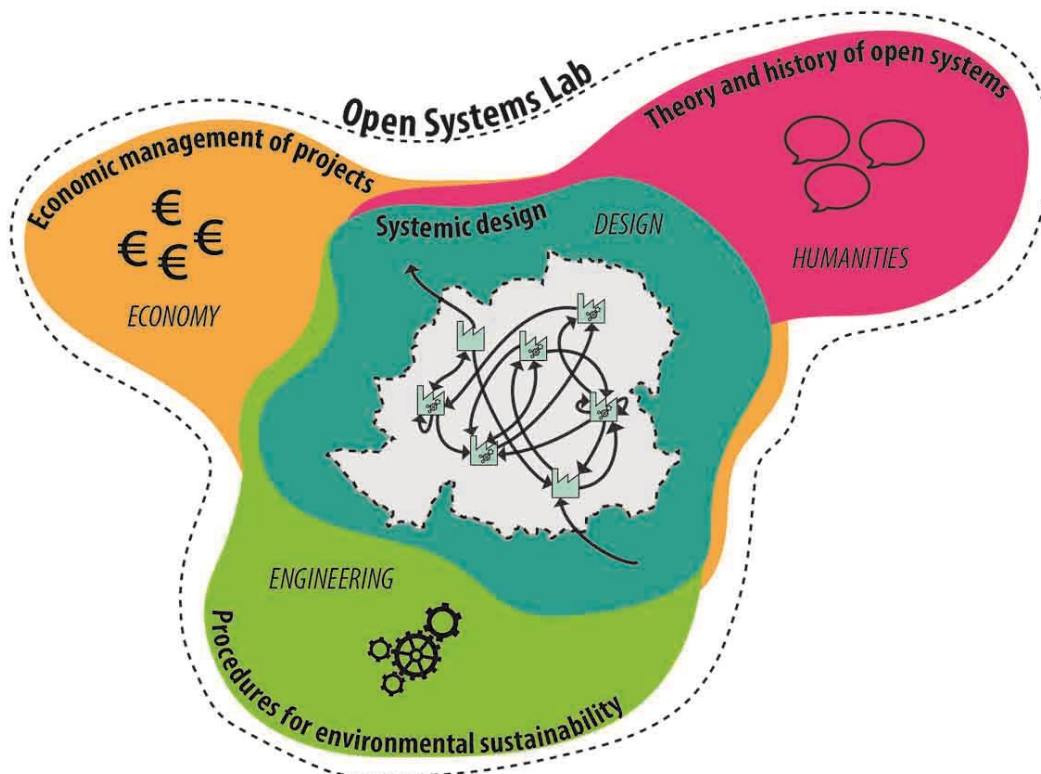 Open Systems Lab
Theory and history of open systems
HUMANITIES
Economic management of projects
€
€ €
€
ECONOMY
Systemic design
DESIGN
ENGINEERING
Procedures for environmental sustainability